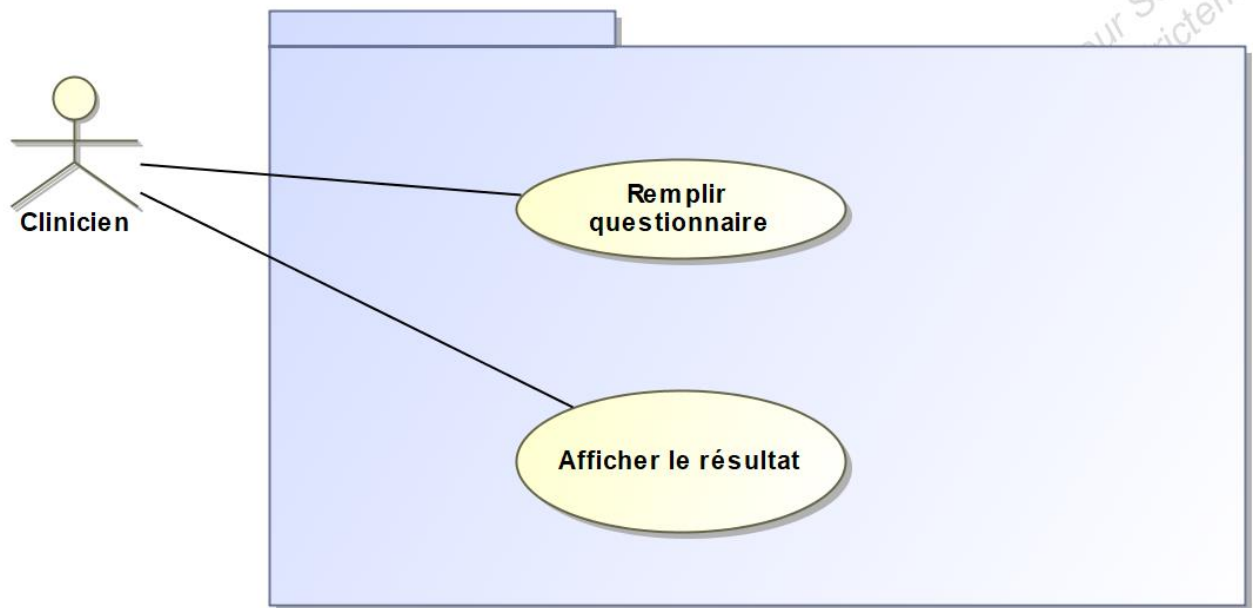 Clinicien
Remplir
questionnaire
Afficher le résultat